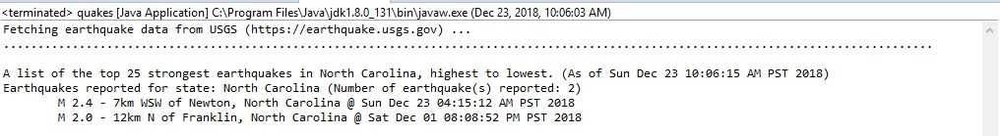 <terminated> quakes [Java Application] C:\Program Files\Java\jdk1.8.0_131\bin\javaw.exe (Dec 23, 2018, 10:06:03 AM)
Fetching earthquake data from USGS (https://earthquake.usgs.gov) ...
.......................................................................................................................................
A list of the top 25 strongest earthquakes in North Carolina, highest to lowest. (As of Sun Dec 23 10:06:15 AM PST 2018)
Earthquakes reported for state: North Carolina (Number of earthquake(s) reported: 2)
M 2.4 - 7km WSW of Newton, North Carolina @ Sun Dec 23 04:15:12 AM PST 2018
M 2.0 - 12km N of Franklin, North Carolina @ Sat Dec 01 08:08:52 PM PST 2018